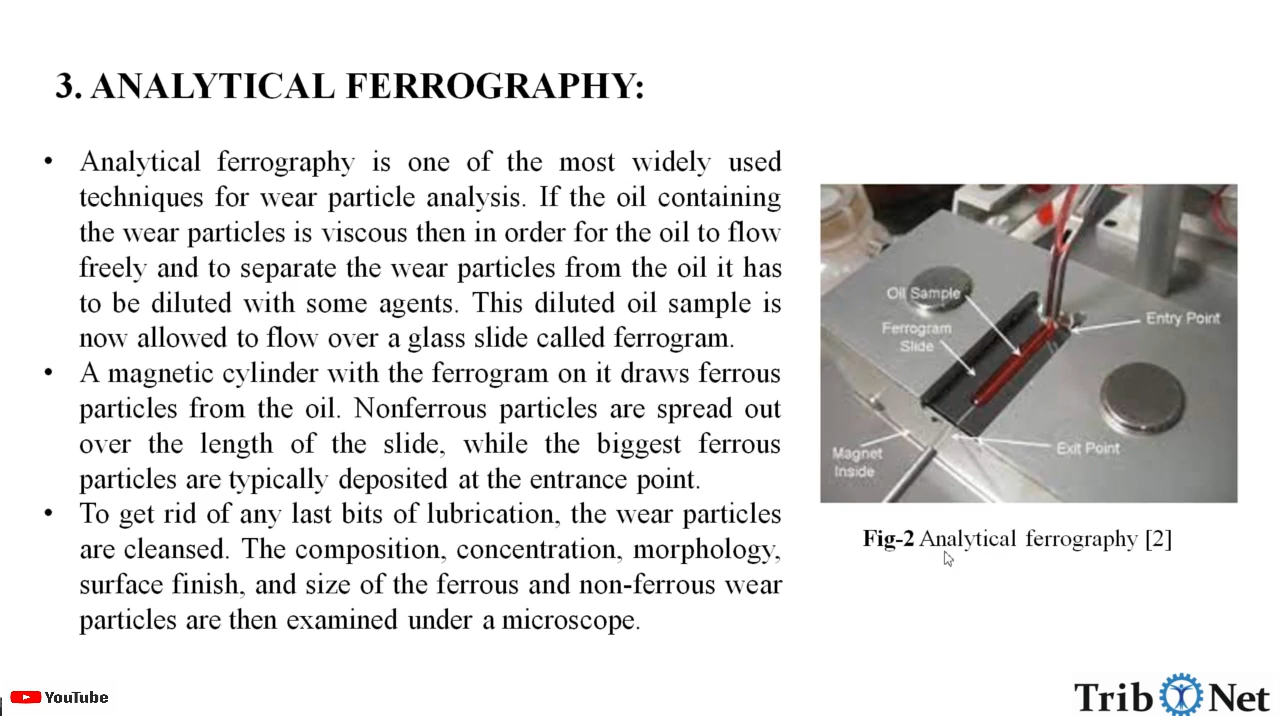 3. ANALYTICAL FERROGRAPHY:
• Analytical ferrography is one of the most widely used
techniques for wear particle analysis. If the oil containing
the wear particles is viscous then in order for the oil to flow
freely and to separate the wear particles from the oil it has
to be diluted with some agents. This diluted oil sample is
now allowed to flow over a glass slide called ferrogram.
• A magnetic cylinder with the ferrogram on it draws ferrous
particles from the oil. Nonferrous particles are spread out
over the length of the slide, while the biggest ferrous
particles are typically deposited at the entrance point.
• To get rid of any last bits of lubrication, the wear particles
are cleansed. The composition, concentration, morphology,
surface finish, and size of the ferrous and non-ferrous wear
particles are then examined under a microscope.
Oil Sample
Entry Point
Ferrogram
Slide
Exit Point
Magnet
Inside
Fig-2 Analytical ferrography [2]
YouTube
Trib Net